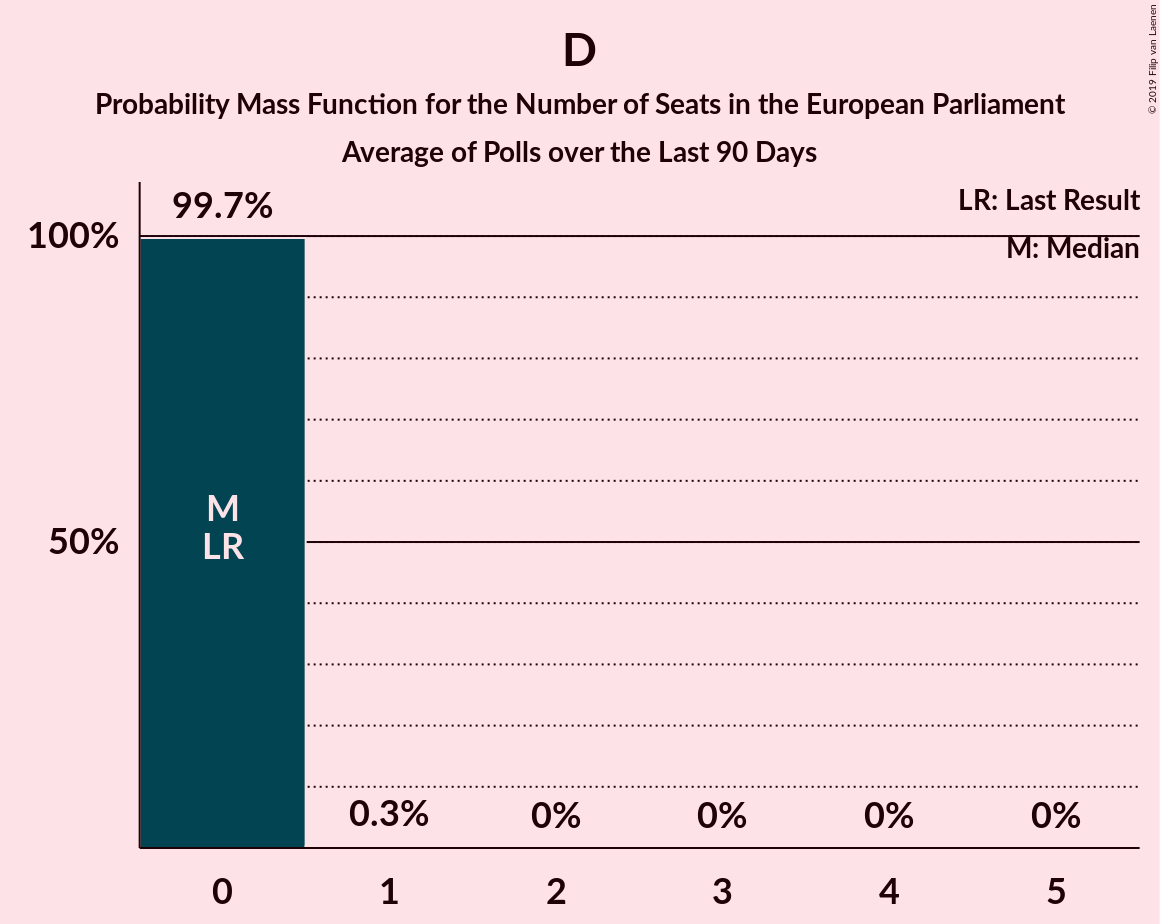 D
Probability Mass Function for the Number of Seats in the European Parliament
Average of Polls over the Last 90 Days
© 2019 Filip van Laenen
LR: Last Result
M: Median
99.7%
100%
50%
M
LR
0.3%
0%
0%
0%
0%
0
1
2
3
4
5